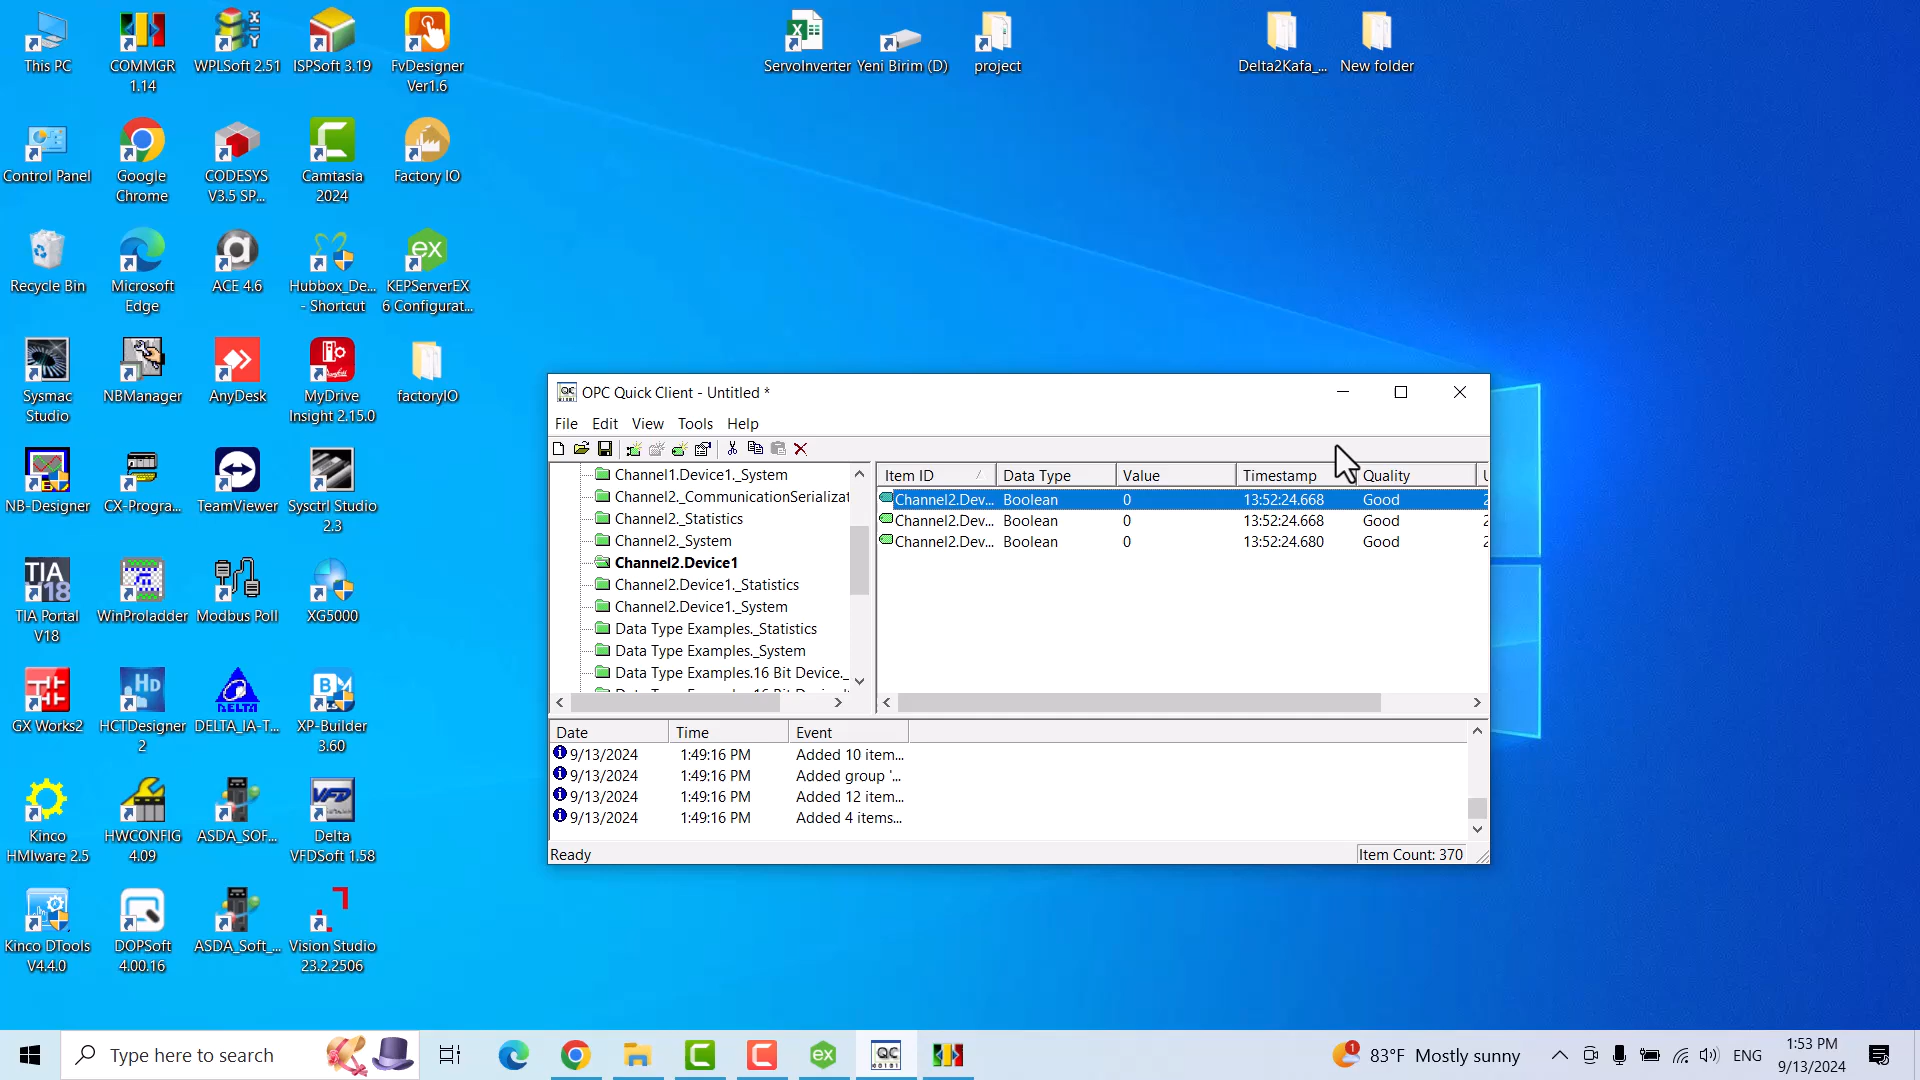 This PC
COMMGR
1.14
WPLSoft 2.51
ISPSoft 3.19
FvDesigner
Ver1.6
ServoInverter
Yeni Birim (D)
project
Delta2Kafa_...
New folder
Control Panel
Google
Chrome
CODESYS
V3.5 SP...
Camtasia
2024
Factory IO
Recycle Bin
Microsoft
Edge
ACE 4.6
Hubbox_De...
- Shortcut
KEPServerEX
6 Configurat...
Sysmac
Studio
NBManager
AnyDesk
MyDrive
Insight 2.15.0
factoryIO
NB-Designer
CX-Progra...
TeamViewer
Sysctrl Studio
2.3
TIA Portal
V18
WinProladder
Modbus Poll
XG5000
GX Works2
HCTDesigner
2
DELTA_IA-T...
XP-Builder
3.60
Kinco
HMIware 2.5
HWCONFIG
4.09
ASDA_SOF...
Delta
VFDSoft 1.58
Kinco DTools
V4.4.0
DOPSoft
4.00.16
ASDA_Soft_...
Vision Studio
23.2.2506
OPC Quick Client - Untitled *
File Edit View Tools Help
Channel1.Device1._System
Channel2._CommunicationSerializat
Channel2._Statistics
Channel2._System
Channel2.Device1
Channel2.Device1._Statistics
Channel2.Device1._System
Data Type Examples._Statistics
Data Type Examples._System
Data Type Examples.16 Bit Device._
Item ID Data Type Value Timestamp Quality
Channel2.Dev... Boolean 0 13:52:24.668 Good
Channel2.Dev... Boolean 0 13:52:24.668 Good
Channel2.Dev... Boolean 0 13:52:24.680 Good
Date Time Event
9/13/2024 1:49:16 PM Added 10 item...
9/13/2024 1:49:16 PM Added group '...
9/13/2024 1:49:16 PM Added 12 item...
9/13/2024 1:49:16 PM Added 4 items...
Ready
Item Count: 370
Type here to search
83°F Mostly sunny
ENG
1:53 PM
9/13/2024